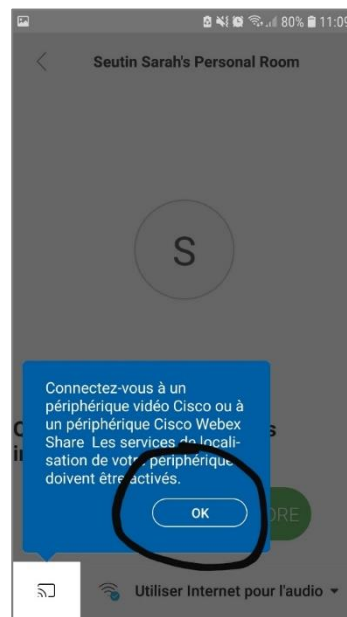 80% 11:09
Seutin Sarah's Personal Room
S
Connectez-vous à un
périphérique vidéo Cisco ou à
un périphérique Cisco Webex
Share Les services de locali-
sation de votre périphérique
doivent être activés.
OK
Utiliser Internet pour l'audio